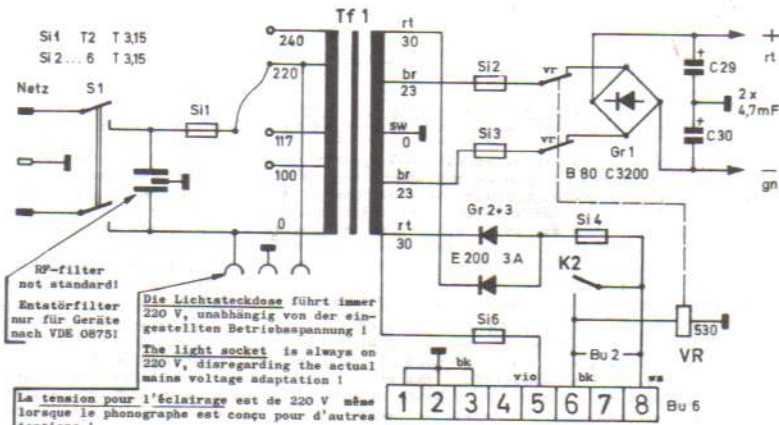 Si1 T2 T 3,15
Si 2 ... 6 T 3,15
Netz
S1
Si1
Tf 1
240
220
117
100
0
rt
30
br
23
sw
0
br
23
rt
30
Si2
vr
Si3
vr
Gr 1
B 80 C3200
+
rt
C29
2 x
4,7mF
C30
−
gn
Gr 2+3
E 200 3 A
Si 4
K2
Si6
530
VR
Bu 2
bk
vio
bk
ws
1 2 3 4 5 6 7 8 Bu 6
RF-filter
not standard!
Entstörfilter
nur für Geräte
nach VDE 0875!
Die Lichtsteckdose führt immer
220 V, unabhängig von der ein-
gestellten Betriebsspannung !
The light socket is always on
220 V, disregarding the actual
mains voltage adaptation !
La tension pour l'éclairage est de 220 V même
lorsque le phonographe est conçu pour d'autres